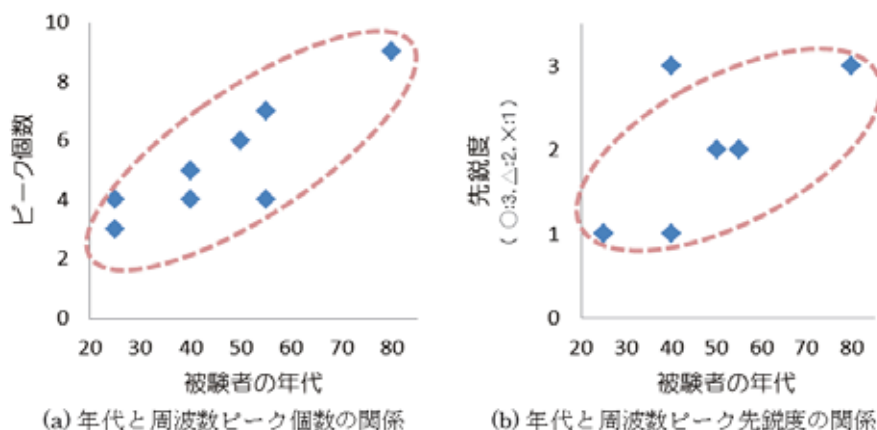 10
8
6
4
2
0
ピーク個数
20 30 40 50 60 70 80
被験者の年代
(a) 年代と周波数ピーク個数の関係
3
2
1
0
先鋭度
( ○:3, △:2, ×:1 )
20 30 40 50 60 70 80
被験者の年代
(b) 年代と周波数ピーク先鋭度の関係